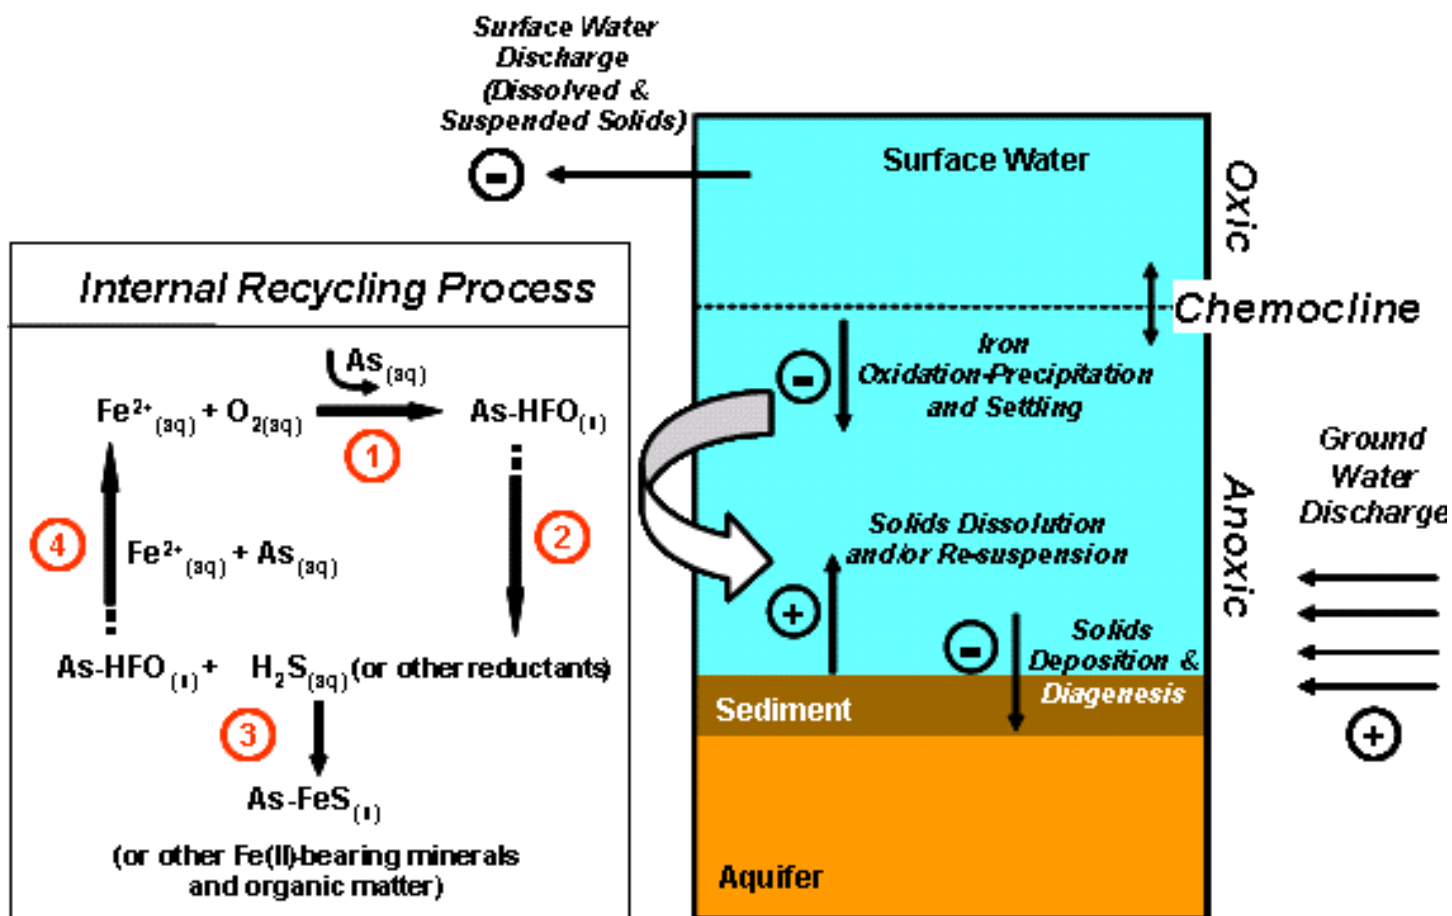 Surface Water
Discharge
(Dissolved &
Suspended Solids)
-
Surface Water
Oxic
Chemocline
Internal Recycling Process
As(aq)
Fe²⁺(aq) + O₂(aq)
As-HFO(s)
1
2
4
Fe²⁺(aq) + As(aq)
As-HFO(s) + H₂S(aq) (or other reductants)
3
As-FeS(s)
(or other Fe(II)-bearing minerals
and organic matter)
-
Iron
Oxidation-Precipitation
and Settling
Anoxic
Solids Dissolution
and/or Re-suspension
+
-
Solids
Deposition &
Diagenesis
Sediment
Aquifer
Ground
Water
Discharge
+